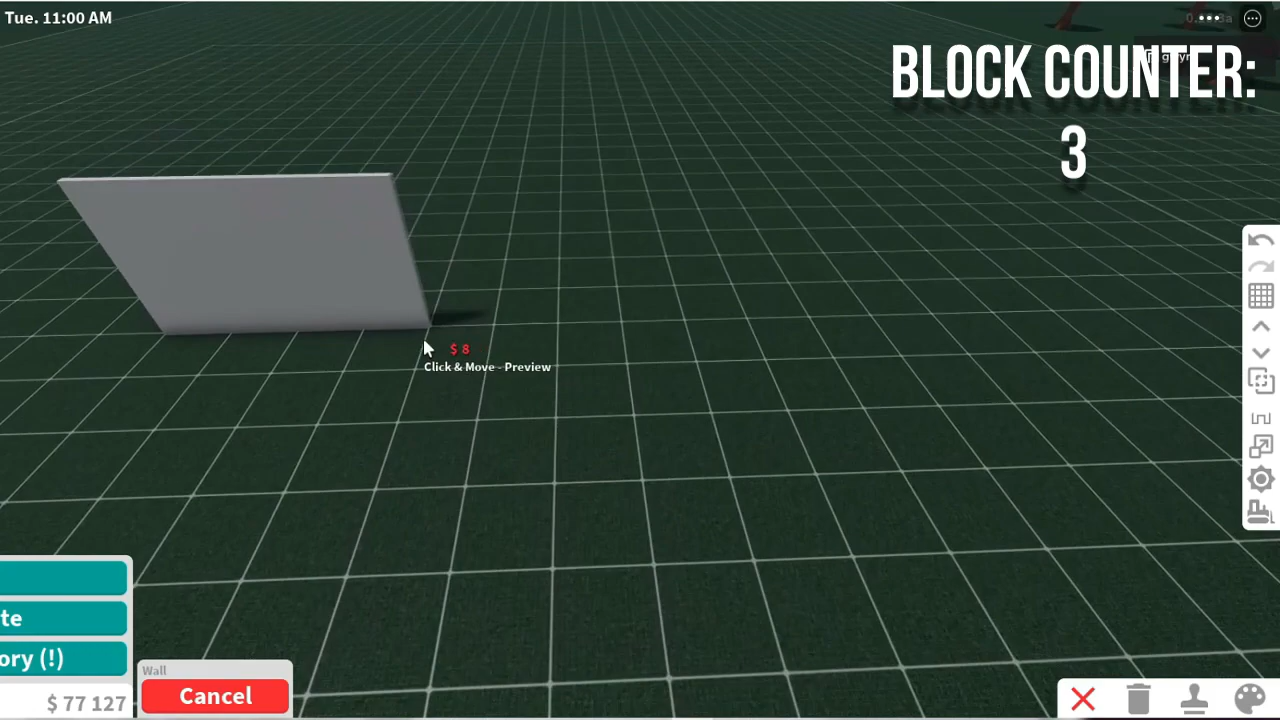 Tue. 11:00 AM
BLOCK COUNTER:
3
$ 8
Click & Move - Preview
te
ory (!)
$ 77 127
Wall
Cancel